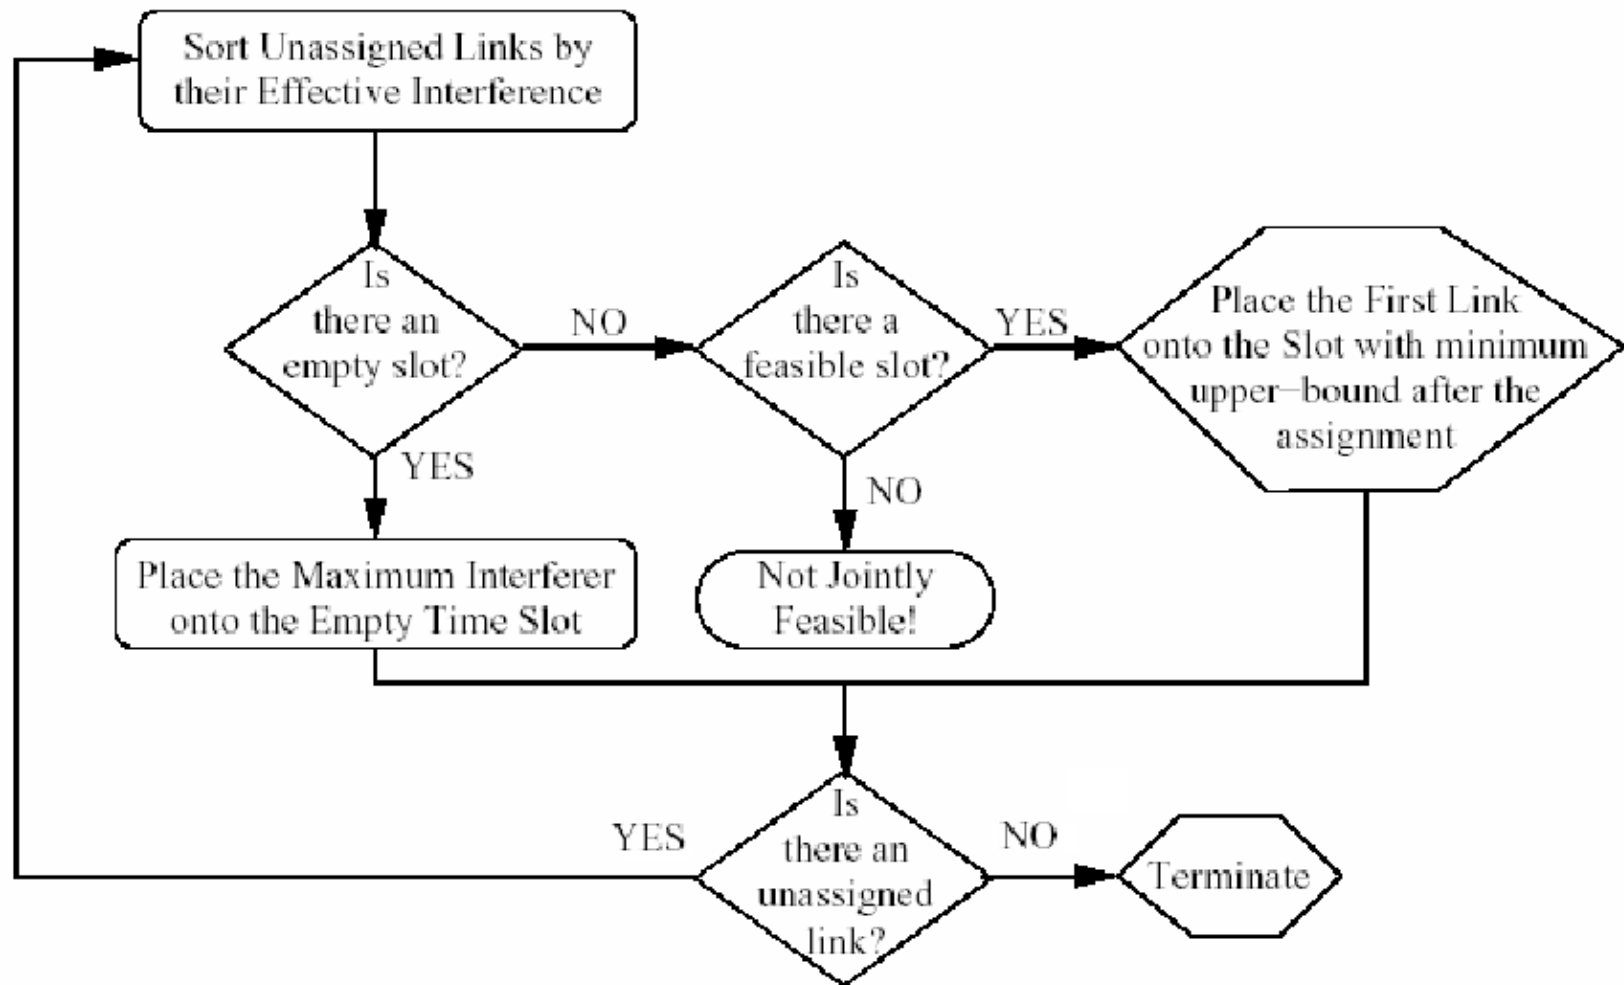 Sort Unassigned Links by
their Effective Interference
Is
there an
empty slot?
NO
Is
there a
feasible slot?
YES
Place the First Link
onto the Slot with minimum
upper–bound after the
assignment
YES
NO
Place the Maximum Interferer
onto the Empty Time Slot
Not Jointly
Feasible!
Is
there an
unassigned
link?
YES
NO
Terminate